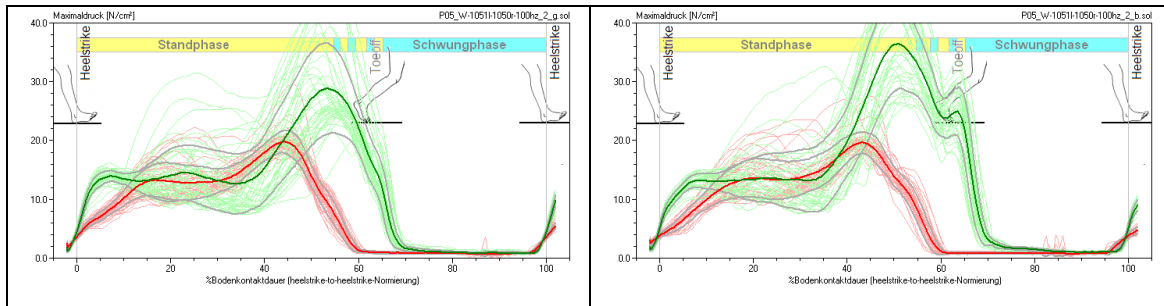 Maximaldruck [N/cm²] P05_W-1051l-1050r-100hz_2_g.sol
40.0
Standphase Schwungphase
Heelstrike
Toeoff
Heelstrike
30.0
20.0
10.0
0.0
0 20 40 60 80 100
%Bodenkontaktdauer (heelstrike-to-heelstrike-Normierung)
Maximaldruck [N/cm²] P05_W-1051l-1050r-100hz_2_b.sol
40.0
Standphase Schwungphase
Heelstrike
Toeoff
Heelstrike
30.0
20.0
10.0
0.0
0 20 40 60 80 100
%Bodenkontaktdauer (heelstrike-to-heelstrike-Normierung)